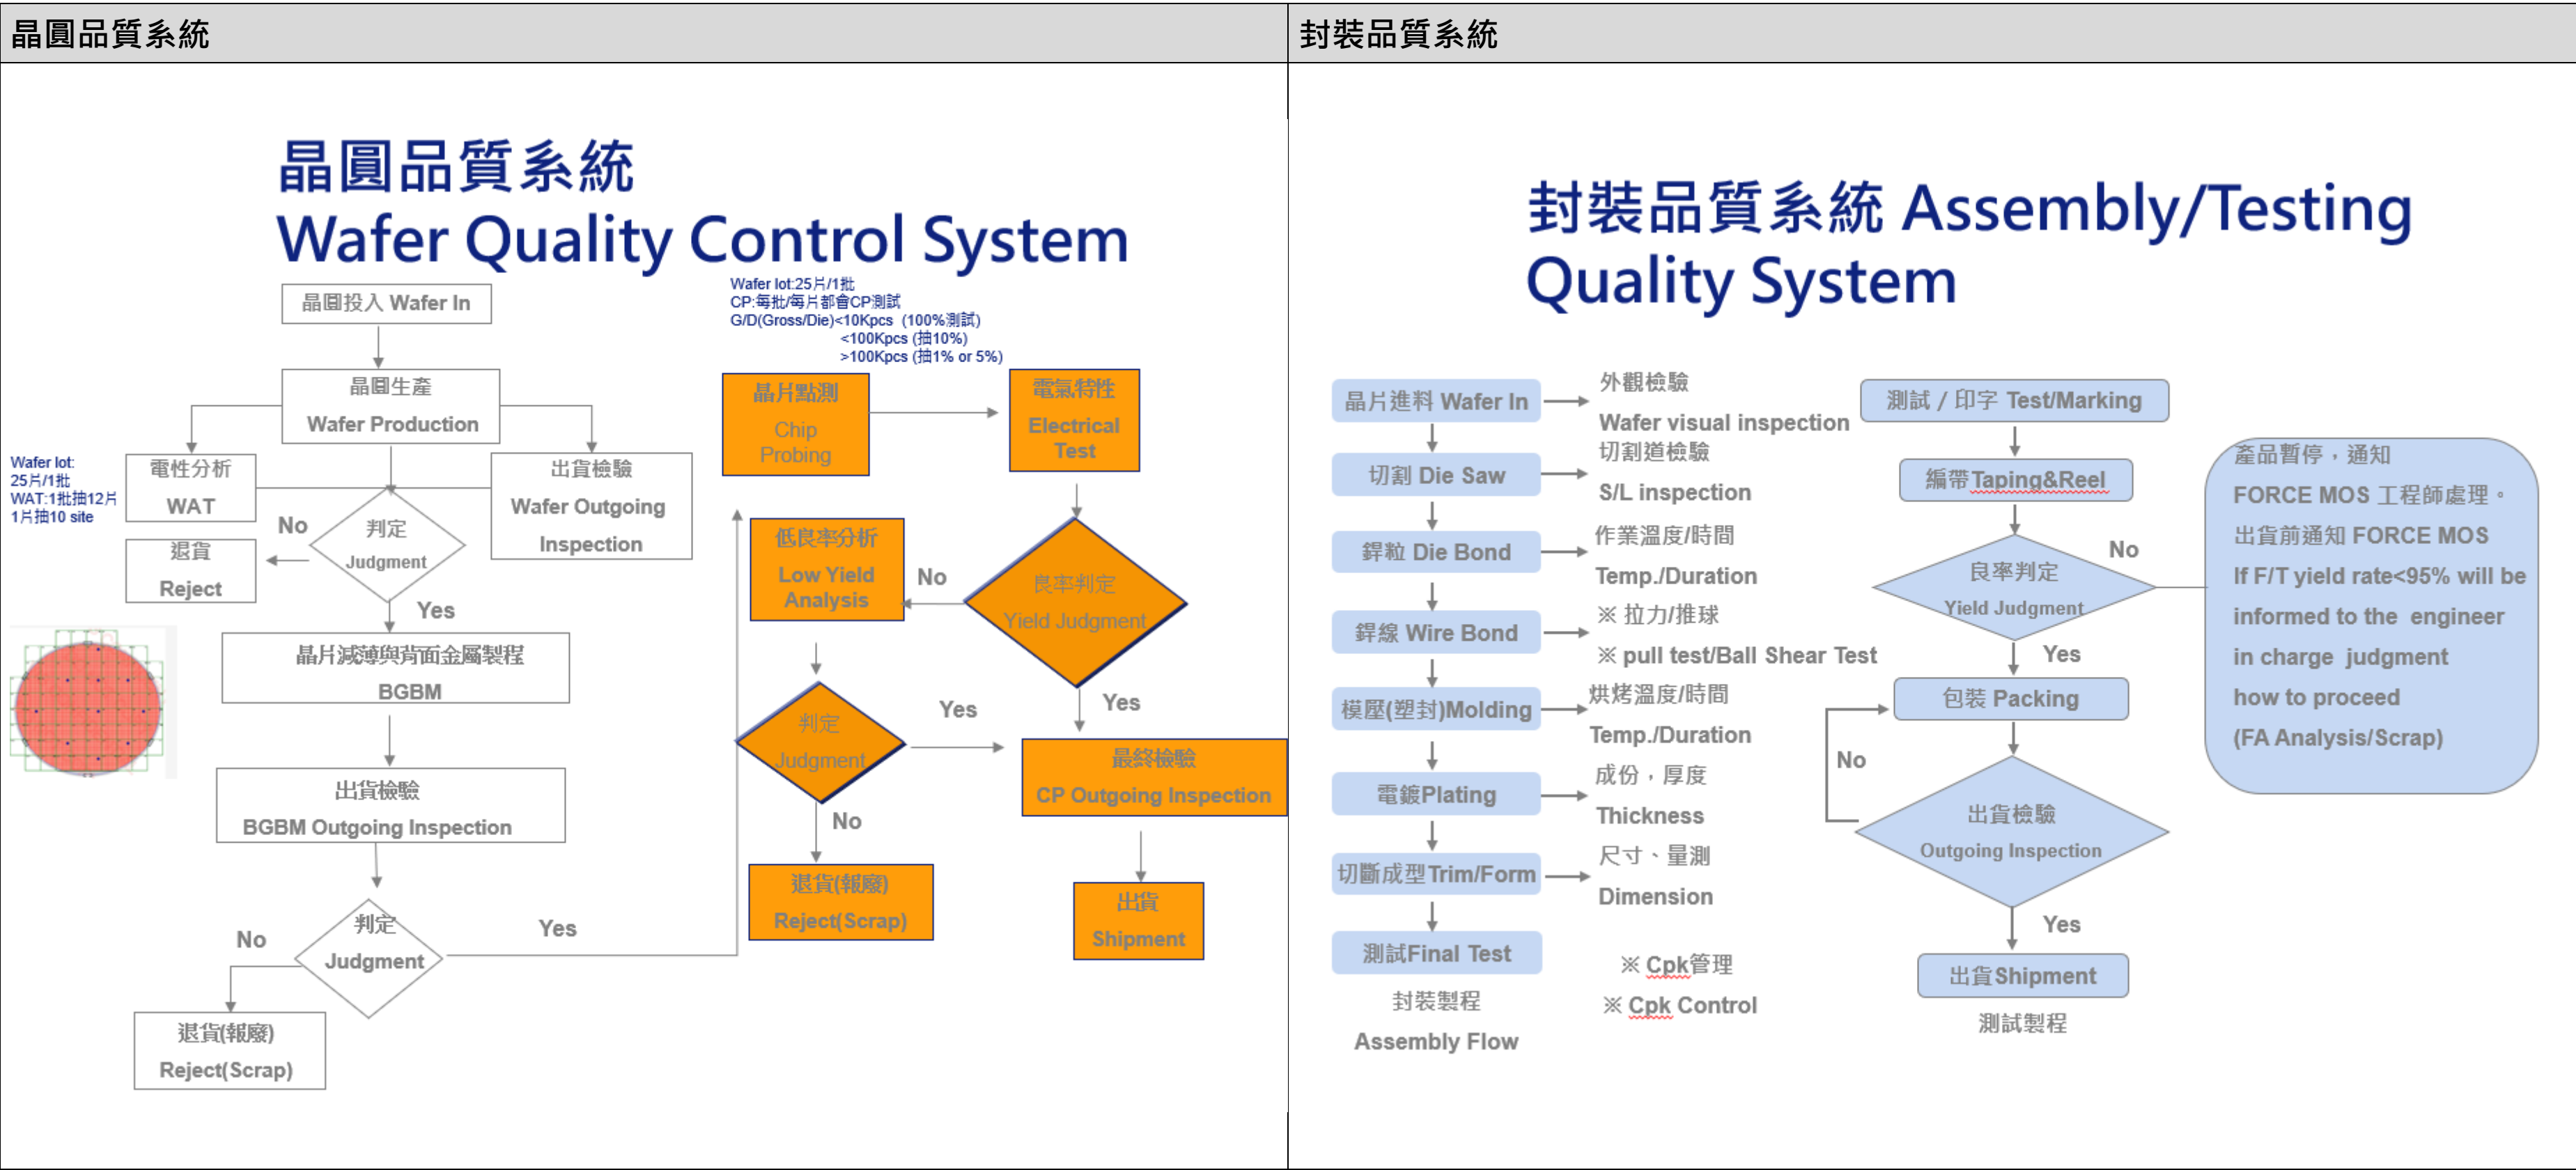 晶圓品質系統
封裝品質系統
晶圓品質系統
Wafer Quality Control System
Wafer lot:25片/1批
CP:每批/每片都會CP測試
G/D(Gross/Die)<10Kpcs (100%測試)
<100Kpcs (抽10%)
>100Kpcs (抽1% or 5%)
晶圓投入 Wafer In
晶圓生產
Wafer Production
Wafer lot:
25片/1批
WAT:1批抽12片
1片抽10 site
電性分析
WAT
出貨檢驗
Wafer Outgoing
Inspection
判定
Judgment
No
退貨
Reject
Yes
晶片減薄與背面金屬製程
BGBM
出貨檢驗
BGBM Outgoing Inspection
判定
Judgment
No
Yes
退貨(報廢)
Reject(Scrap)
晶片點測
Chip
Probing
電氣特性
Electrical
Test
低良率分析
Low Yield
Analysis
No
良率判定
Yield Judgment
Yes
判定
Judgment
Yes
最終檢驗
CP Outgoing Inspection
No
退貨(報廢)
Reject(Scrap)
出貨
Shipment
封裝品質系統 Assembly/Testing
Quality System
晶片進料 Wafer In
外觀檢驗
Wafer visual inspection
切割 Die Saw
切割道檢驗
S/L inspection
銲粒 Die Bond
作業溫度/時間
Temp./Duration
銲線 Wire Bond
※ 拉力/推球
※ pull test/Ball Shear Test
模壓(塑封)Molding
烘烤溫度/時間
Temp./Duration
電鍍Plating
成份，厚度
Thickness
切斷成型Trim/Form
尺寸、量測
Dimension
測試Final Test
※ Cpk管理
※ Cpk Control
封裝製程
Assembly Flow
測試 / 印字 Test/Marking
編帶Taping&Reel
良率判定
Yield Judgment
No
Yes
包裝 Packing
No
出貨檢驗
Outgoing Inspection
Yes
出貨Shipment
測試製程
產品暫停，通知
FORCE MOS 工程師處理。
出貨前通知 FORCE MOS
If F/T yield rate<95% will be
informed to the engineer
in charge judgment
how to proceed
(FA Analysis/Scrap)